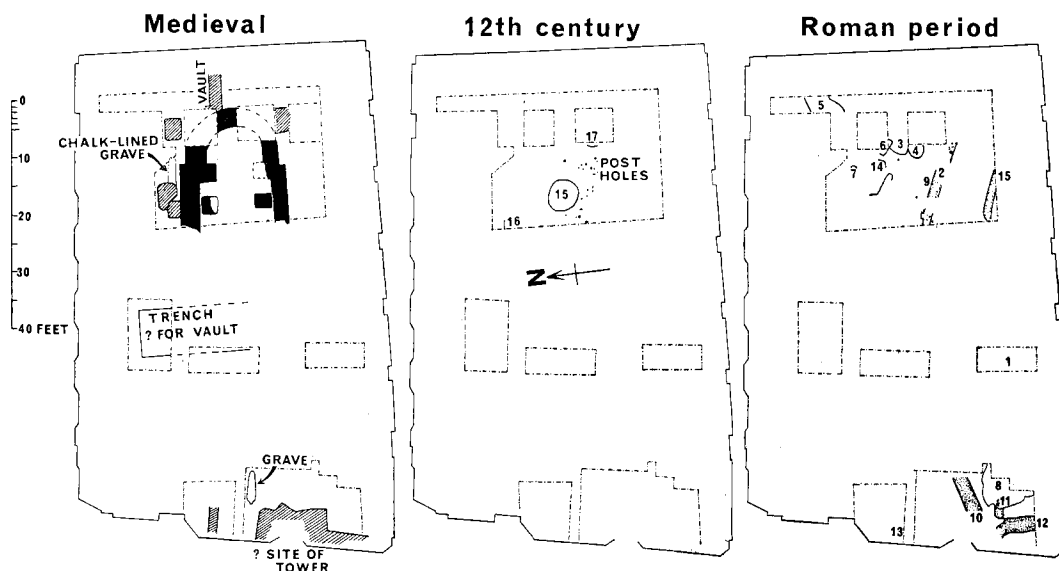 Medieval
12th century
Roman period
0
10
20
30
40 FEET
VAULT
CHALK-LINED
GRAVE
TRENCH
? FOR VAULT
GRAVE
? SITE OF
TOWER
17
POST
HOLES
15
16
N
5
6
3
4
14
7
9
2
15
1
8
11
10
12
13